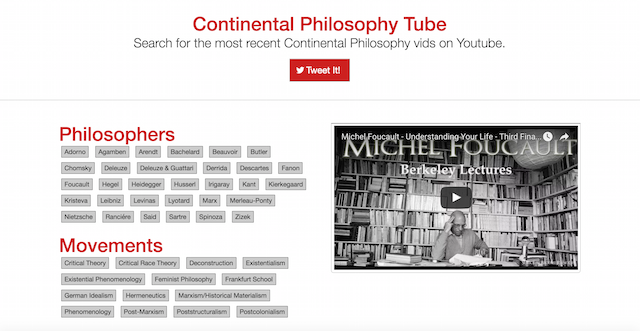 Continental Philosophy Tube
Search for the most recent Continental Philosophy vids on Youtube.
Tweet It!
Philosophers
Adorno Agamben Arendt Bachelard Beauvoir Butler
Chomsky Deleuze Deleuze & Guattari Derrida Descartes Fanon
Foucault Hegel Heidegger Husserl Irigaray Kant Kierkegaard
Kristeva Leibniz Levinas Lyotard Marx Merleau-Ponty
Nietzsche Rancière Said Sartre Spinoza Zizek
Movements
Critical Theory Critical Race Theory Deconstruction Existentialism
Existential Phenomenology Feminist Philosophy Frankfurt School
German Idealism Hermeneutics Marxism/Historical Materialism
Phenomenology Post-Marxism Poststructuralism Postcolonialism
Michel Foucault - Understanding Your Life - Third Fina...
MICHEL FOUCAULT
Berkeley Lectures